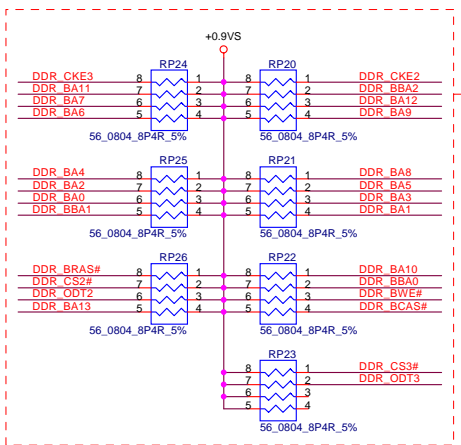 +0.9VS
RP24 RP20
DDR_CKE3 8 1 8 1 DDR_CKE2
DDR_BA11 7 2 7 2 DDR_BBA2
DDR_BA7 6 3 6 3 DDR_BA12
DDR_BA6 5 4 5 4 DDR_BA9
56_0804_8P4R_5% 56_0804_8P4R_5%
RP25 RP21
DDR_BA4 8 1 8 1 DDR_BA8
DDR_BA2 7 2 7 2 DDR_BA5
DDR_BA0 6 3 6 3 DDR_BA3
DDR_BBA1 5 4 5 4 DDR_BA1
56_0804_8P4R_5% 56_0804_8P4R_5%
RP26 RP22
DDR_BRAS# 8 1 8 1 DDR_BA10
DDR_CS2# 7 2 7 2 DDR_BBA0
DDR_ODT2 6 3 6 3 DDR_BWE#
DDR_BA13 5 4 5 4 DDR_BCAS#
56_0804_8P4R_5% 56_0804_8P4R_5%
RP23
8 1 DDR_CS3#
7 2 DDR_ODT3
6 3
5 4
56_0804_8P4R_5%